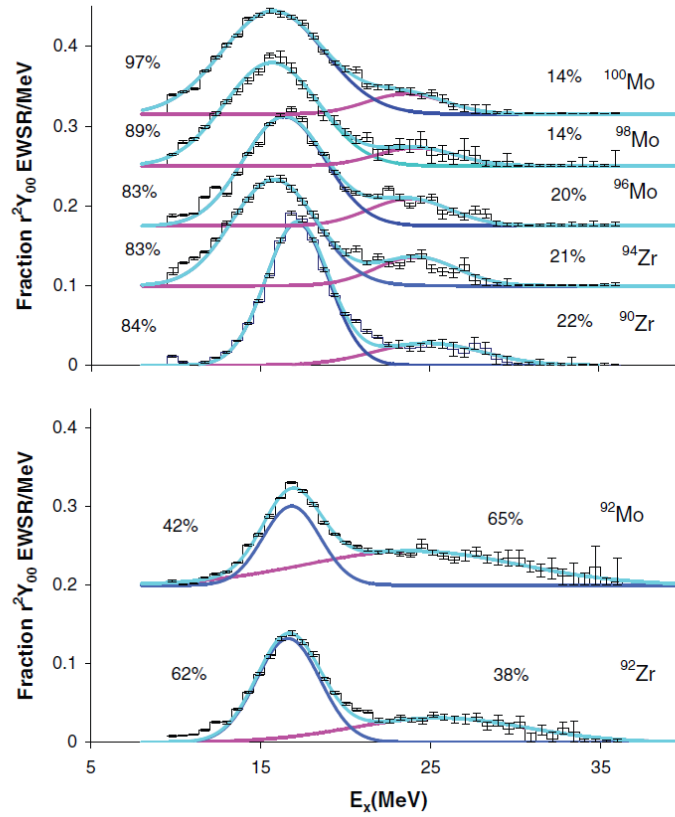 Fraction r²Y₀₀ EWSR/MeV
0.4
0.3
0.2
0.1
0
97% 14% ¹⁰⁰Mo
89% 14% ⁹⁸Mo
83% 20% ⁹⁶Mo
83% 21% ⁹⁴Zr
84% 22% ⁹⁰Zr
Fraction r²Y₀₀ EWSR/MeV
0.4
0.3
0.2
0.1
0
42% 65% ⁹²Mo
62% 38% ⁹²Zr
5 15 25 35
Eₓ(MeV)